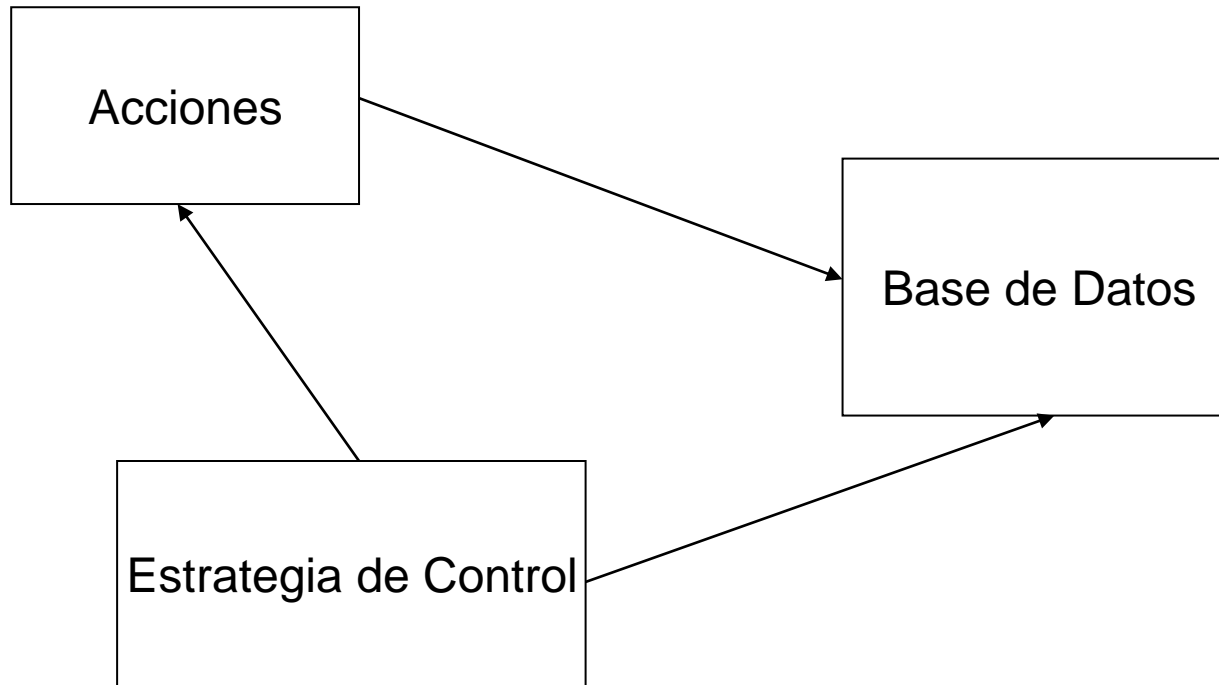 Acciones
Base de Datos
Estrategia de Control